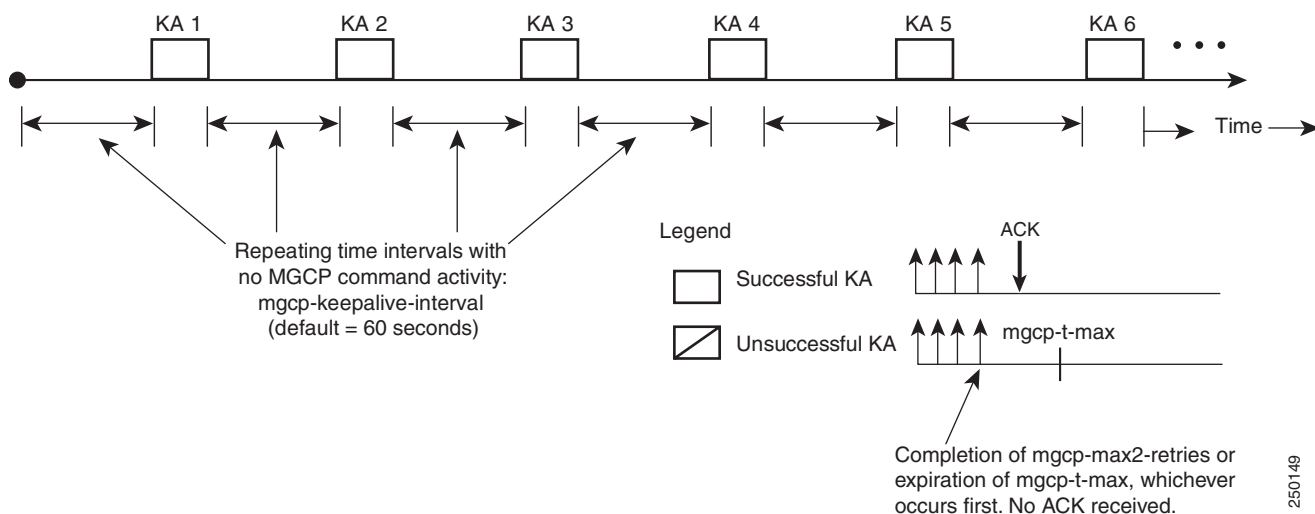 KA 1 KA 2 KA 3 KA 4 KA 5 KA 6
Time
Repeating time intervals with
no MGCP command activity:
mgcp-keepalive-interval
(default = 60 seconds)
Legend
Successful KA
ACK
Unsuccessful KA
mgcp-t-max
Completion of mgcp-max2-retries or
expiration of mgcp-t-max, whichever
occurs first. No ACK received.
250149